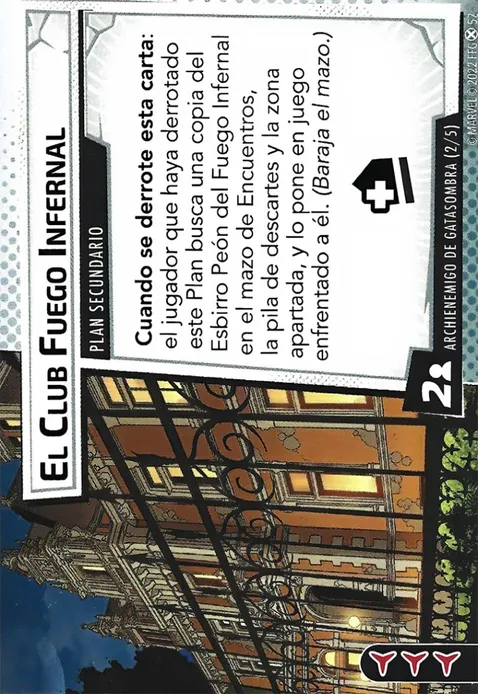 EL CLUB FUEGO INFERNAL
PLAN SECUNDARIO
Cuando se derrote esta carta:
el jugador que haya derrotado
este Plan busca una copia del
Esbirro Peón del Fuego Infernal
en el mazo de Encuentros,
la pila de descartes y la zona
apartada, y lo pone en juego
enfrentado a él. (Baraja el mazo.)
2
ARCHIENEMIGO DE GATASOMBRA (2/5)
© MARVEL © 2022 FFG 52